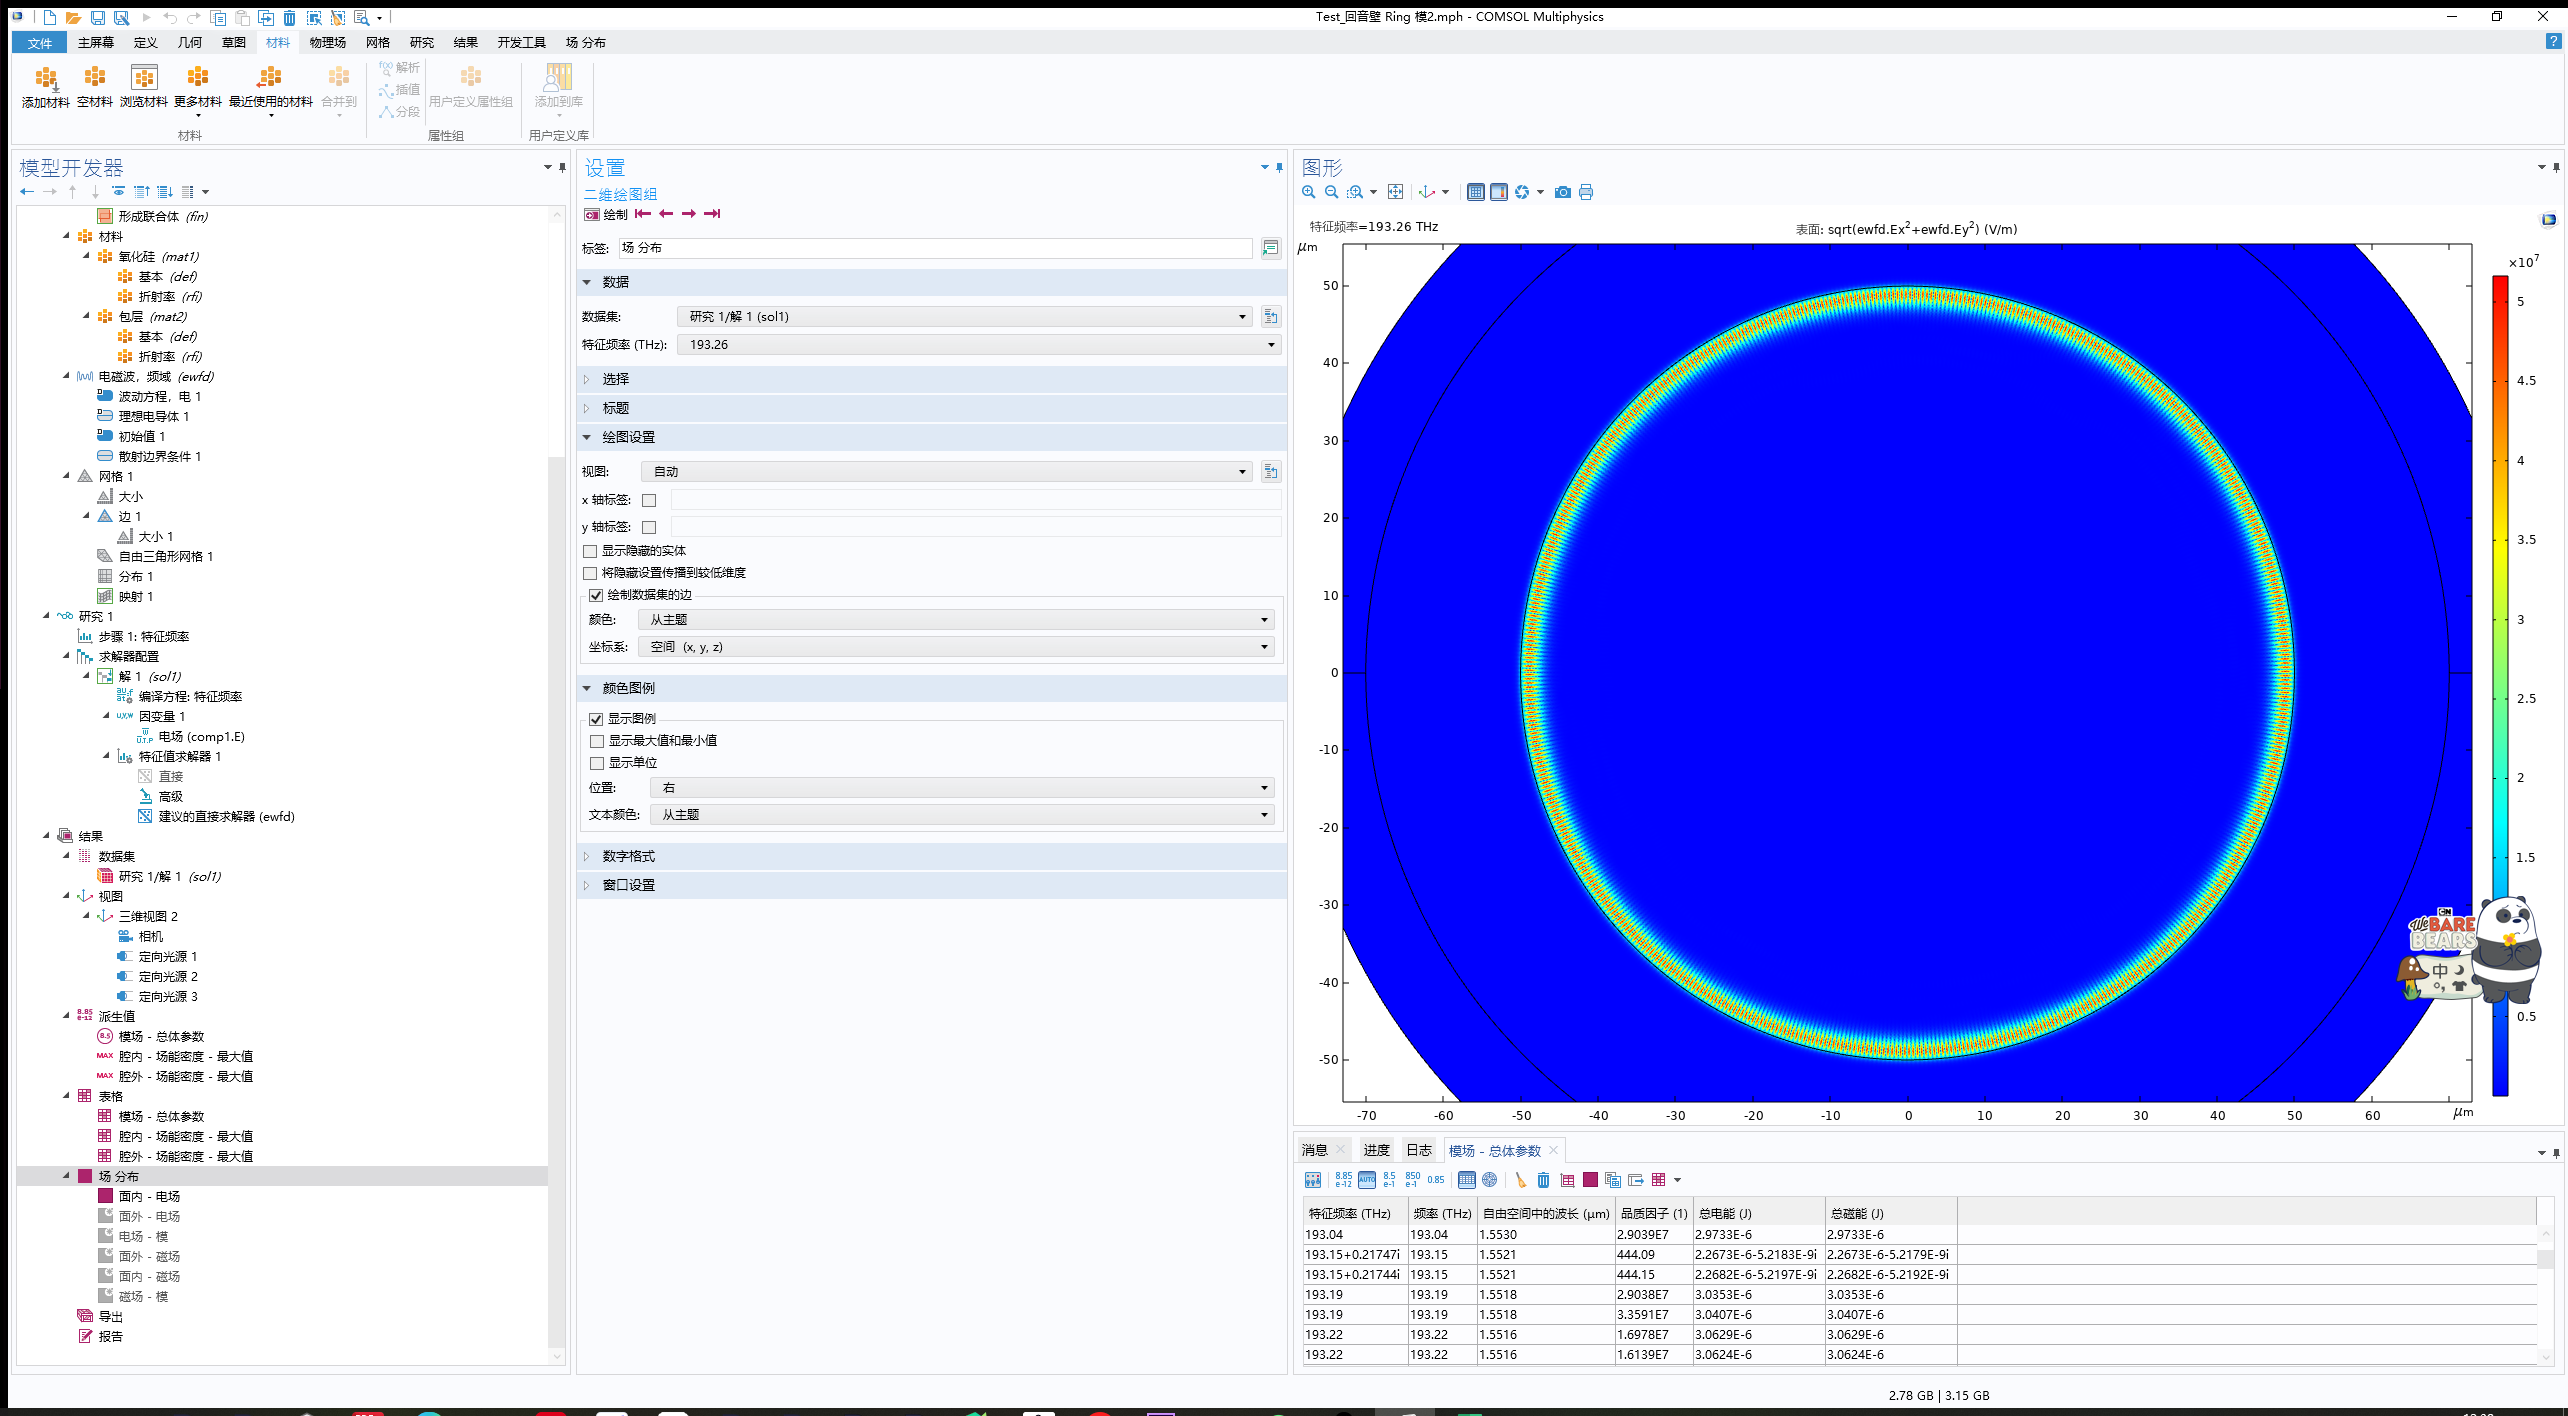 Test_回音壁 Ring 模2.mph - COMSOL Multiphysics
文件 主屏幕 定义 几何 草图 材料 物理场 网格 研究 结果 开发工具 场 分布
添加材料 空材料 浏览材料 更多材料 最近使用的材料 合并到
解析
插值
分段
用户定义属性组 添加到库
材料 属性组 用户定义库
模型开发器
形成联合体 (fin)
材料
氧化硅 (mat1)
基本 (def)
折射率 (rfi)
包层 (mat2)
基本 (def)
折射率 (rfi)
电磁波，频域 (ewfd)
波动方程，电 1
理想电导体 1
初始值 1
散射边界条件 1
网格 1
大小
边 1
大小 1
自由三角形网格 1
分布 1
映射 1
研究 1
步骤 1: 特征频率
求解器配置
解 1 (sol1)
编译方程: 特征频率
因变量 1
电场 (comp1.E)
特征值求解器 1
直接
高级
建议的直接求解器 (ewfd)
结果
数据集
研究 1/解 1 (sol1)
视图
三维视图 2
相机
定向光源 1
定向光源 2
定向光源 3
派生值
模场 - 总体参数
腔内 - 场能密度 - 最大值
腔外 - 场能密度 - 最大值
表格
模场 - 总体参数
腔内 - 场能密度 - 最大值
腔外 - 场能密度 - 最大值
场 分布
面内 - 电场
面外 - 电场
电场 - 模
面外 - 磁场
面内 - 磁场
磁场 - 模
导出
报告
设置
二维绘图组
绘制
标签: 场 分布
数据
数据集: 研究 1/解 1 (sol1)
特征频率 (THz): 193.26
选择
标题
绘图设置
视图: 自动
x 轴标签:
y 轴标签:
显示隐藏的实体
将隐藏设置传播到较低维度
绘制数据集的边
颜色: 从主题
坐标系: 空间 (x, y, z)
颜色图例
显示图例
显示最大值和最小值
显示单位
位置: 右
文本颜色: 从主题
数字格式
窗口设置
图形
特征频率=193.26 THz 表面: sqrt(ewfd.Ex²+ewfd.Ey²) (V/m)
μm
×10⁷
50
40
30
20
10
0
-10
-20
-30
-40
-50
-70 -60 -50 -40 -30 -20 -10 0 10 20 30 40 50 60 μm
5
4.5
4
3.5
3
2.5
2
1.5
0.5
CN
We BARE BEARS
中
消息 进度 日志 模场 - 总体参数
8.85 e-12 AUTO 8.5 e-1 850 e-1 0.85
特征频率 (THz) 频率 (THz) 自由空间中的波长 (μm) 品质因子 (1) 总电能 (J) 总磁能 (J)
193.04 193.04 1.5530 2.9039E7 2.9733E-6 2.9733E-6
193.15+0.21747i 193.15 1.5521 444.09 2.2673E-6-5.2183E-9i 2.2673E-6-5.2179E-9i
193.15+0.21744i 193.15 1.5521 444.15 2.2682E-6-5.2197E-9i 2.2682E-6-5.2192E-9i
193.19 193.19 1.5518 2.9038E7 3.0353E-6 3.0353E-6
193.19 193.19 1.5518 3.3591E7 3.0407E-6 3.0407E-6
193.22 193.22 1.5516 1.6978E7 3.0629E-6 3.0629E-6
193.22 193.22 1.5516 1.6139E7 3.0624E-6 3.0624E-6
2.78 GB | 3.15 GB